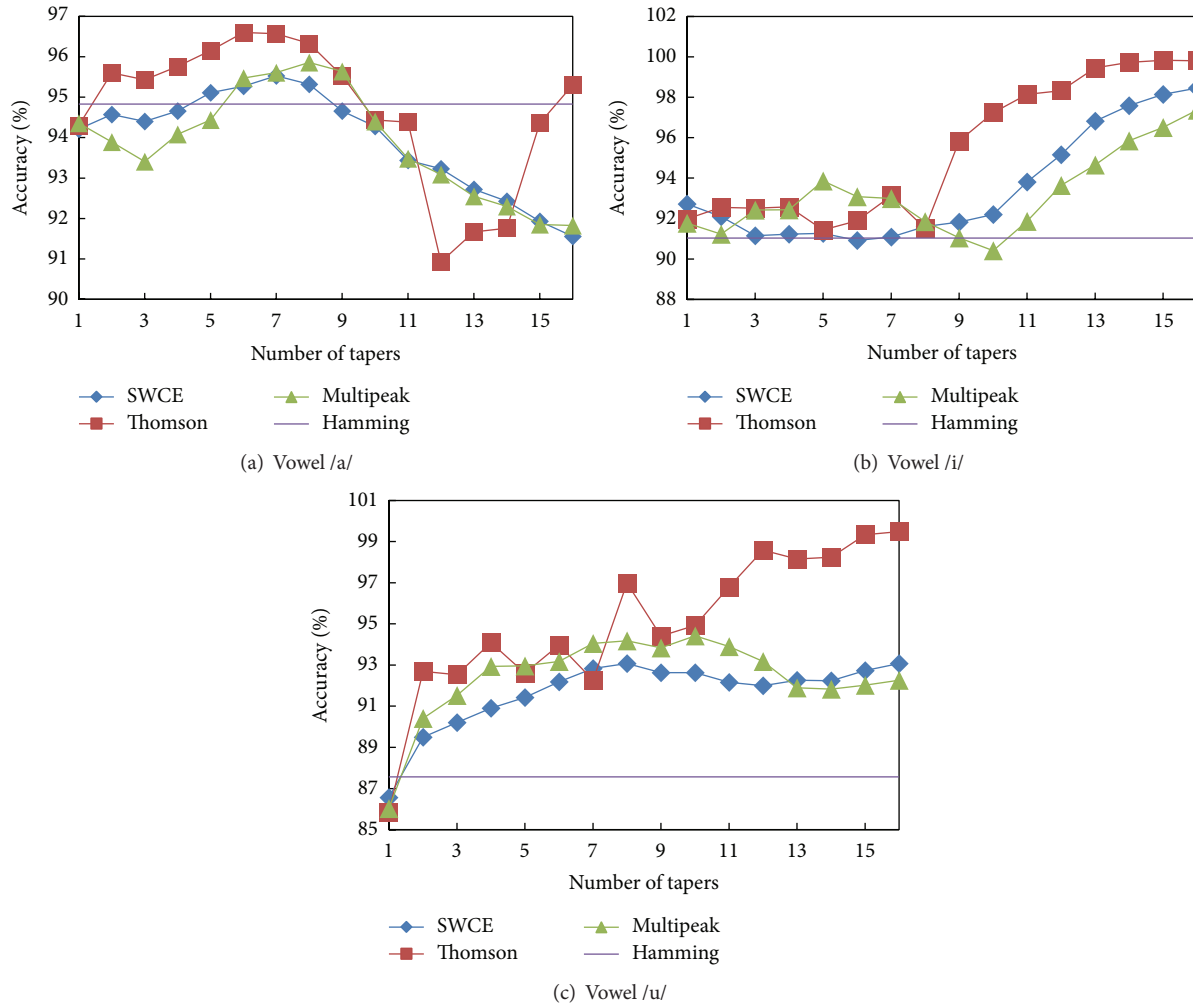 97
96
95
94
93
92
91
90
Accuracy (%)
1 3 5 7 9 11 13 15
Number of tapers
SWCE Multipeak
Thomson Hamming
(a) Vowel /a/
102
100
98
96
94
92
90
88
Accuracy (%)
1 3 5 7 9 11 13 15
Number of tapers
SWCE Multipeak
Thomson Hamming
(b) Vowel /i/
101
99
97
95
93
91
89
87
85
Accuracy (%)
1 3 5 7 9 11 13 15
Number of tapers
SWCE Multipeak
Thomson Hamming
(c) Vowel /u/